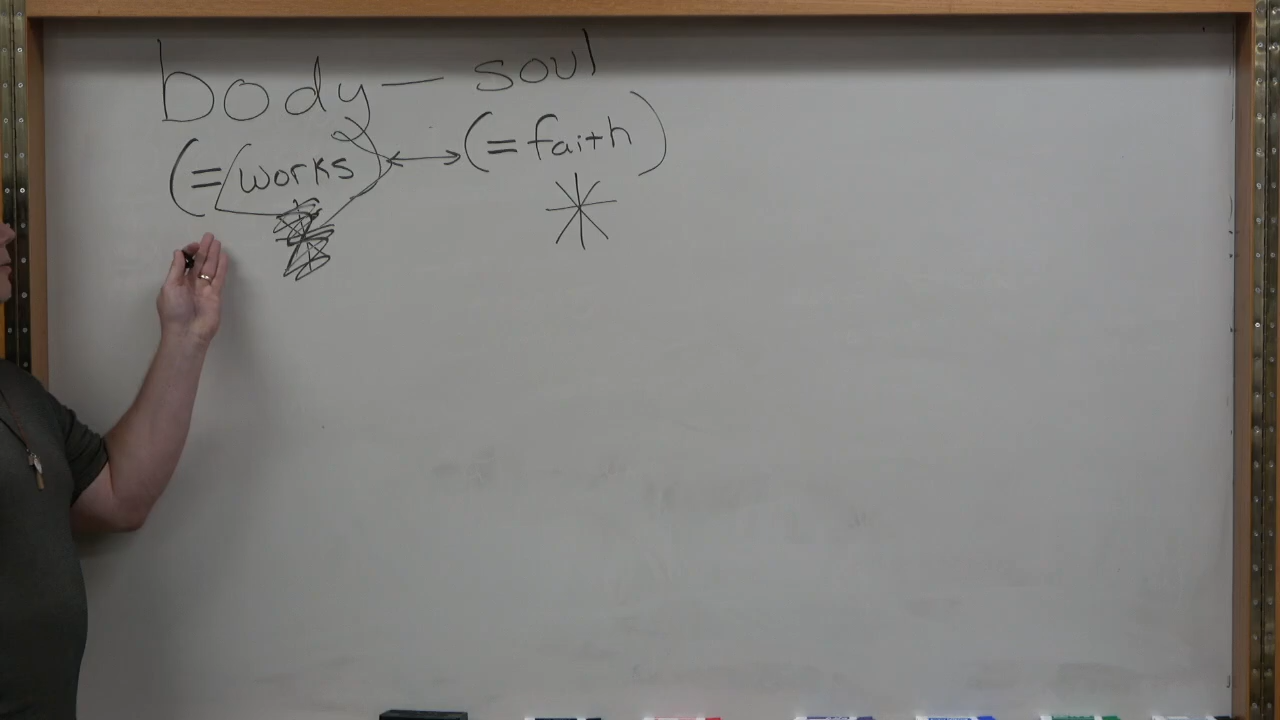 body — soul
(= works) ↔ (= faith)